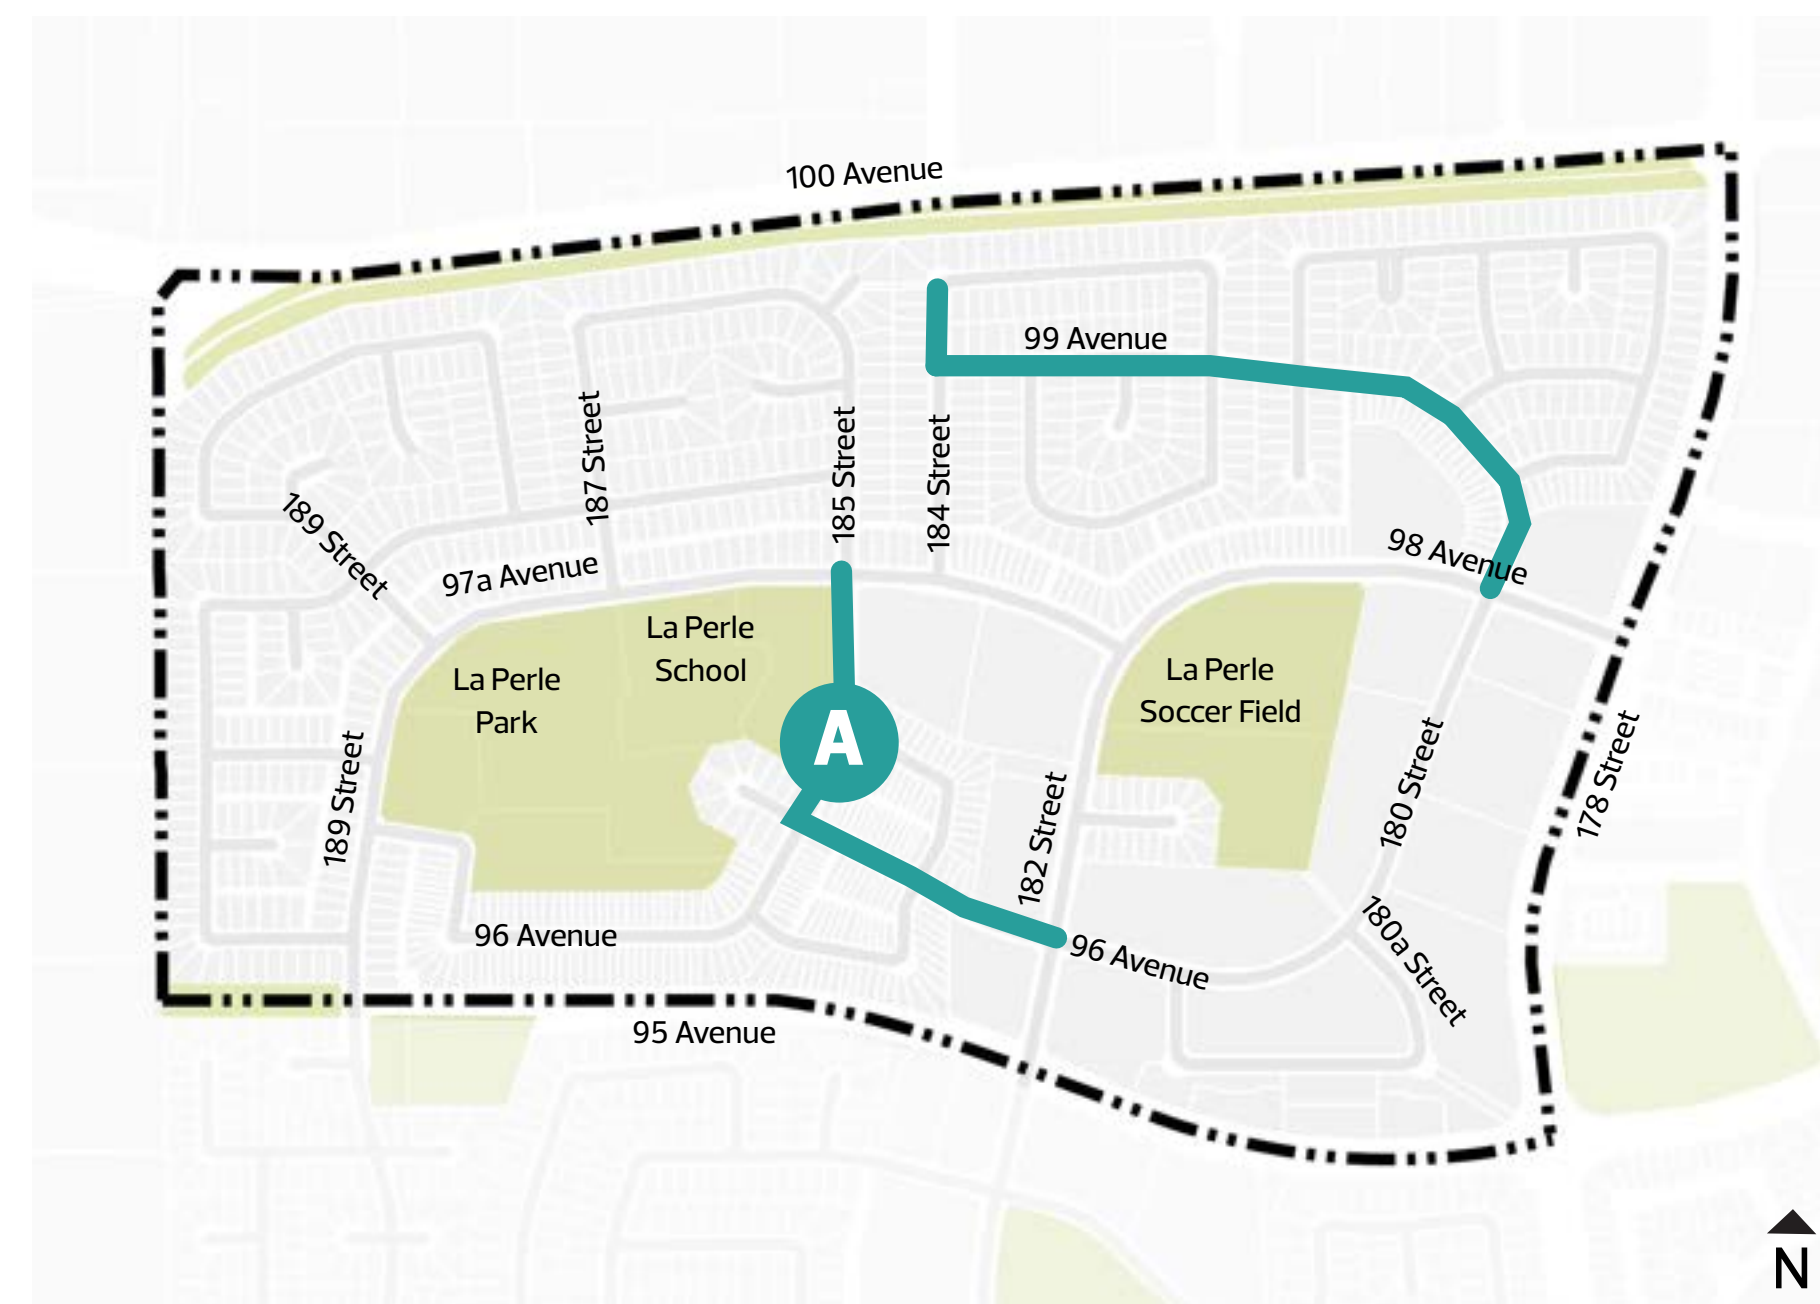 100 Avenue
99 Avenue
187 Street
185 Street
184 Street
189 Street
97a Avenue
98 Avenue
La Perle
School
La Perle
Park
La Perle
Soccer Field
A
189 Street
182 Street
180 Street
178 Street
96 Avenue
96 Avenue
180a Street
95 Avenue
N